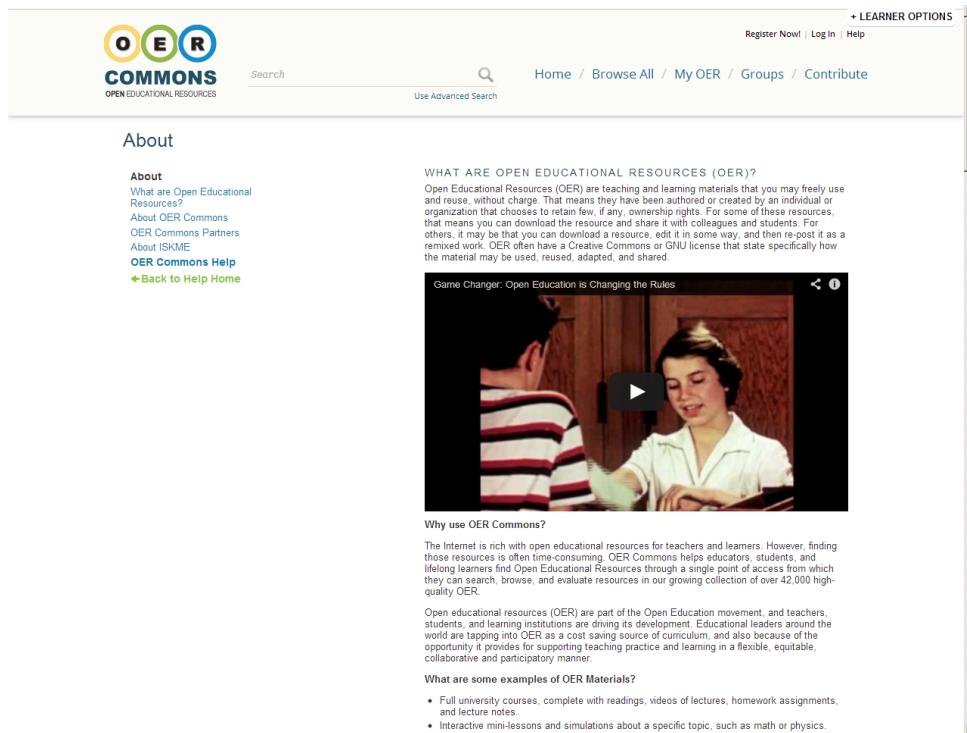 + LEARNER OPTIONS
Register Now! | Log In | Help
O E R
COMMONS
OPEN EDUCATIONAL RESOURCES
Search
Use Advanced Search
Home / Browse All / My OER / Groups / Contribute
About
About
What are Open Educational
Resources?
About OER Commons
OER Commons Partners
About ISKME
OER Commons Help
Back to Help Home
WHAT ARE OPEN EDUCATIONAL RESOURCES (OER)?
Open Educational Resources (OER) are teaching and learning materials that you may freely use
and reuse, without charge. That means they have been authored or created by an individual or
organization that chooses to retain few, if any, ownership rights. For some of these resources,
that means you can download the resource and share it with colleagues and students. For
others, it may be that you can download a resource, edit it in some way, and then re-post it as a
remixed work. OER often have a Creative Commons or GNU license that state specifically how
the material may be used, reused, adapted, and shared.
Game Changer: Open Education is Changing the Rules
Why use OER Commons?
The Internet is rich with open educational resources for teachers and learners. However, finding
those resources is often time-consuming. OER Commons helps educators, students, and
lifelong learners find Open Educational Resources through a single point of access from which
they can search, browse, and evaluate resources in our growing collection of over 42,000 high-
quality OER.
Open educational resources (OER) are part of the Open Education movement, and teachers,
students, and learning institutions are driving its development. Educational leaders around the
world are tapping into OER as a cost saving source of curriculum, and also because of the
opportunity it provides for supporting teaching practice and learning in a flexible, equitable,
collaborative and participatory manner.
What are some examples of OER Materials?
• Full university courses, complete with readings, videos of lectures, homework assignments,
and lecture notes.
• Interactive mini-lessons and simulations about a specific topic, such as math or physics.